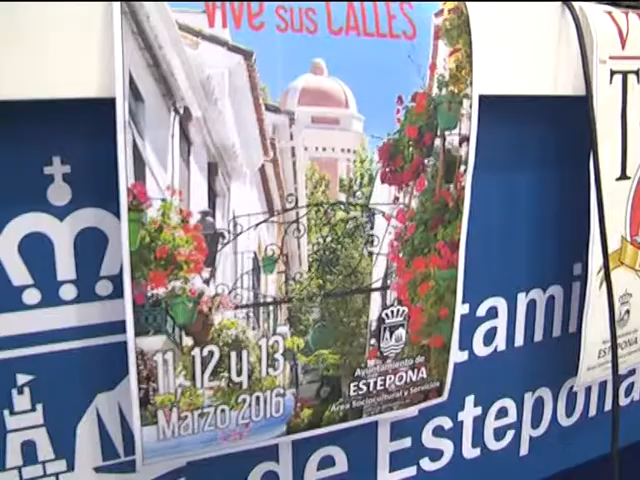 Vive sus CALLES
11, 12 y 13
Marzo 2016
Ayuntamiento de
ESTEPONA
Área Sociocultural y Servicios
tami
de Estepona
V
T
ESTEPONA